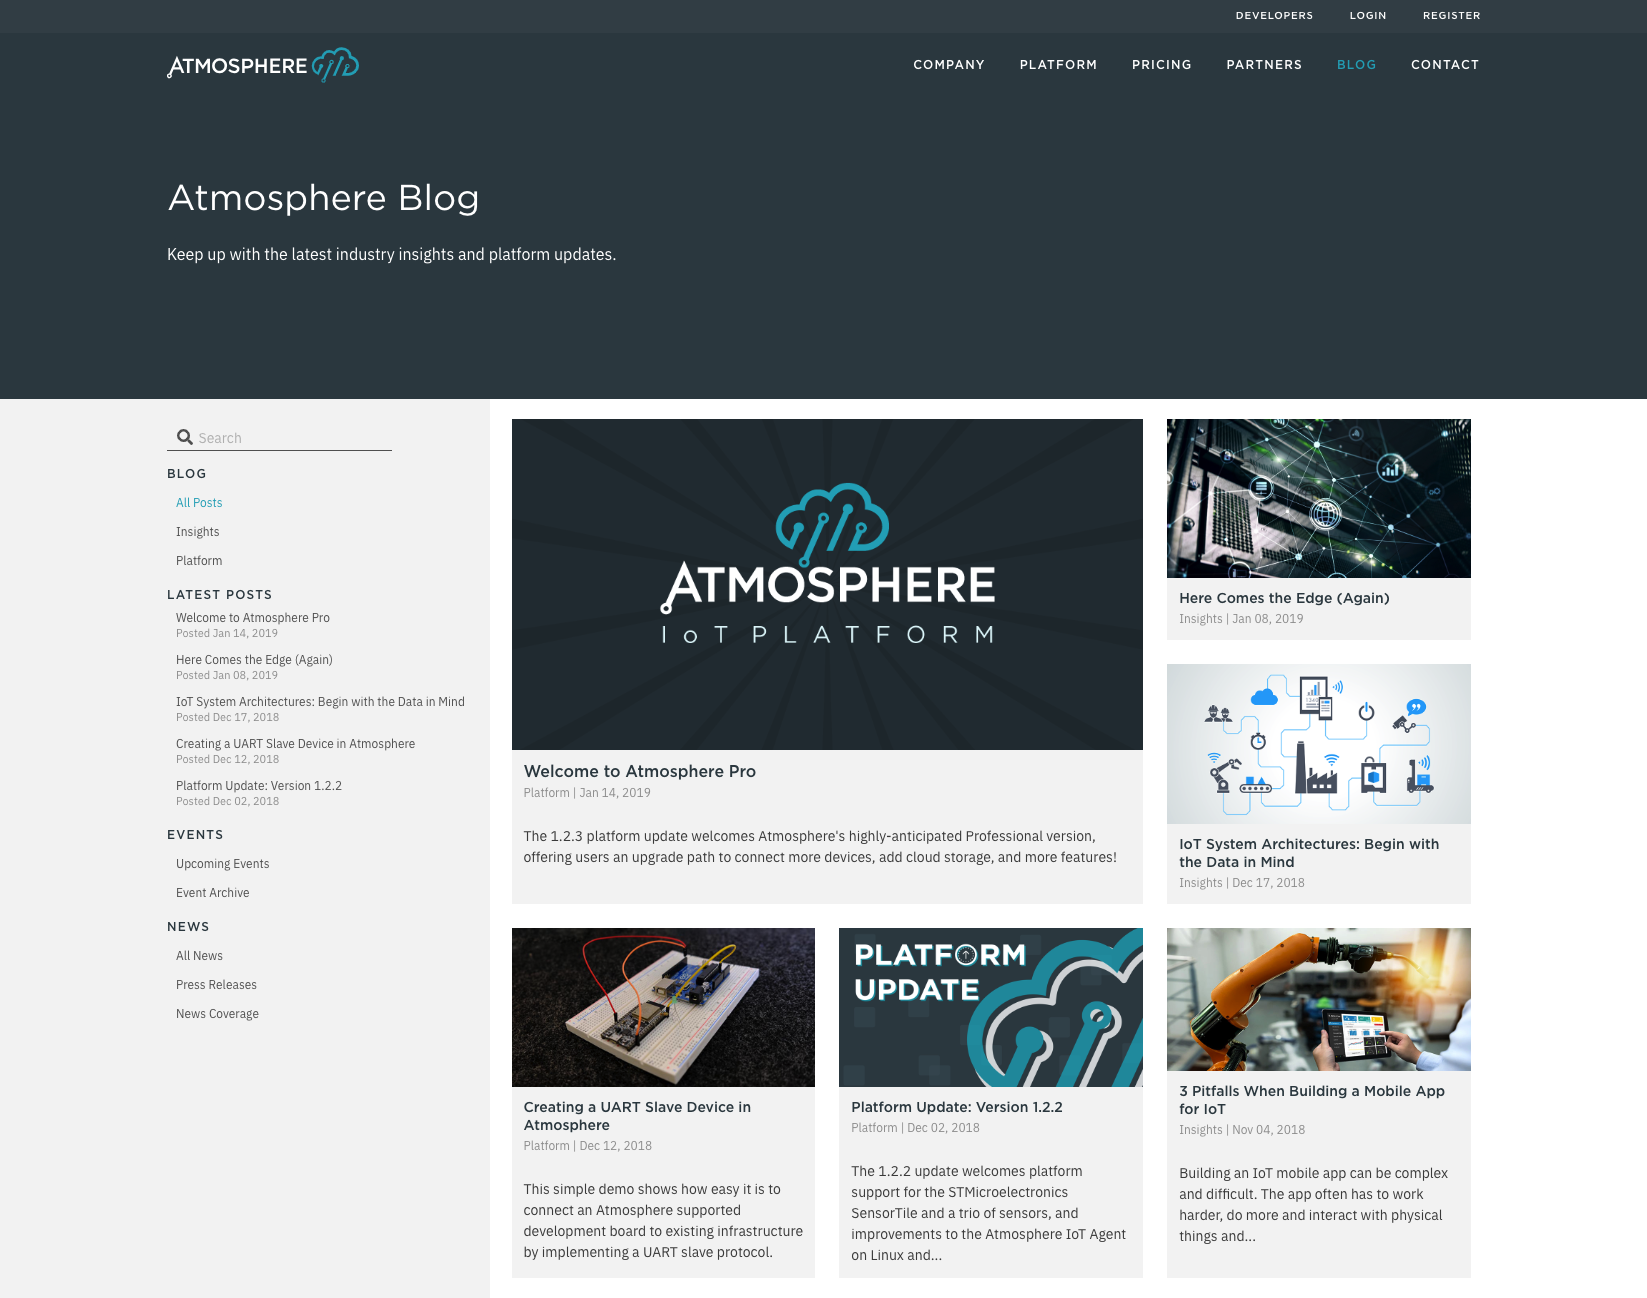 DEVELOPERS LOGIN REGISTER
ATMOSPHERE
COMPANY PLATFORM PRICING PARTNERS BLOG CONTACT
Atmosphere Blog
Keep up with the latest industry insights and platform updates.
Search
BLOG
All Posts
Insights
Platform
LATEST POSTS
Welcome to Atmosphere Pro
Posted Jan 14, 2019
Here Comes the Edge (Again)
Posted Jan 08, 2019
IoT System Architectures: Begin with the Data in Mind
Posted Dec 17, 2018
Creating a UART Slave Device in Atmosphere
Posted Dec 12, 2018
Platform Update: Version 1.2.2
Posted Dec 02, 2018
EVENTS
Upcoming Events
Event Archive
NEWS
All News
Press Releases
News Coverage
ATMOSPHERE
IoT PLATFORM
Welcome to Atmosphere Pro
Platform | Jan 14, 2019
The 1.2.3 platform update welcomes Atmosphere's highly-anticipated Professional version,
offering users an upgrade path to connect more devices, add cloud storage, and more features!
Here Comes the Edge (Again)
Insights | Jan 08, 2019
IoT System Architectures: Begin with
the Data in Mind
Insights | Dec 17, 2018
Creating a UART Slave Device in
Atmosphere
Platform | Dec 12, 2018
This simple demo shows how easy it is to
connect an Atmosphere supported
development board to existing infrastructure
by implementing a UART slave protocol.
PLATFORM
UPDATE
Platform Update: Version 1.2.2
Platform | Dec 02, 2018
The 1.2.2 update welcomes platform
support for the STMicroelectronics
SensorTile and a trio of sensors, and
improvements to the Atmosphere IoT Agent
on Linux and...
3 Pitfalls When Building a Mobile App
for IoT
Insights | Nov 04, 2018
Building an IoT mobile app can be complex
and difficult. The app often has to work
harder, do more and interact with physical
things and...